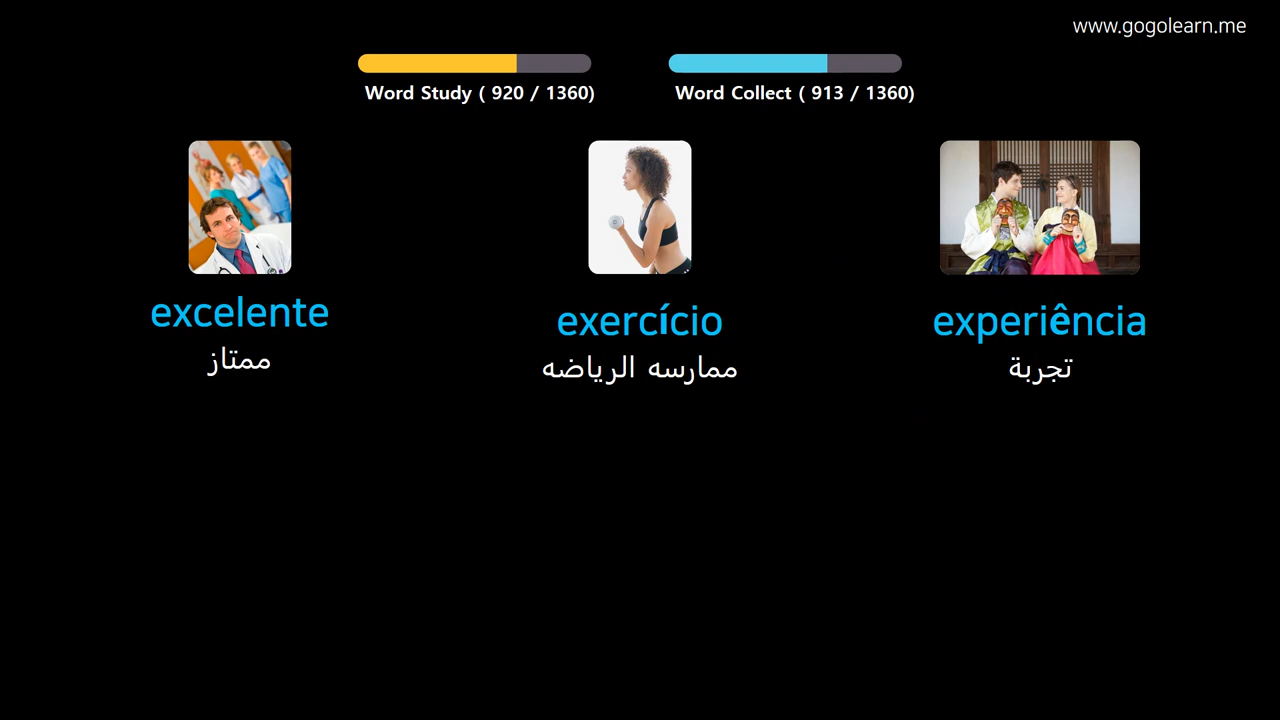 www.gogolearn.me
Word Study ( 920 / 1360)
Word Collect ( 913 / 1360)
excelente
ممتاز
exercício
ممارسه الرياضه
experiência
تجربة